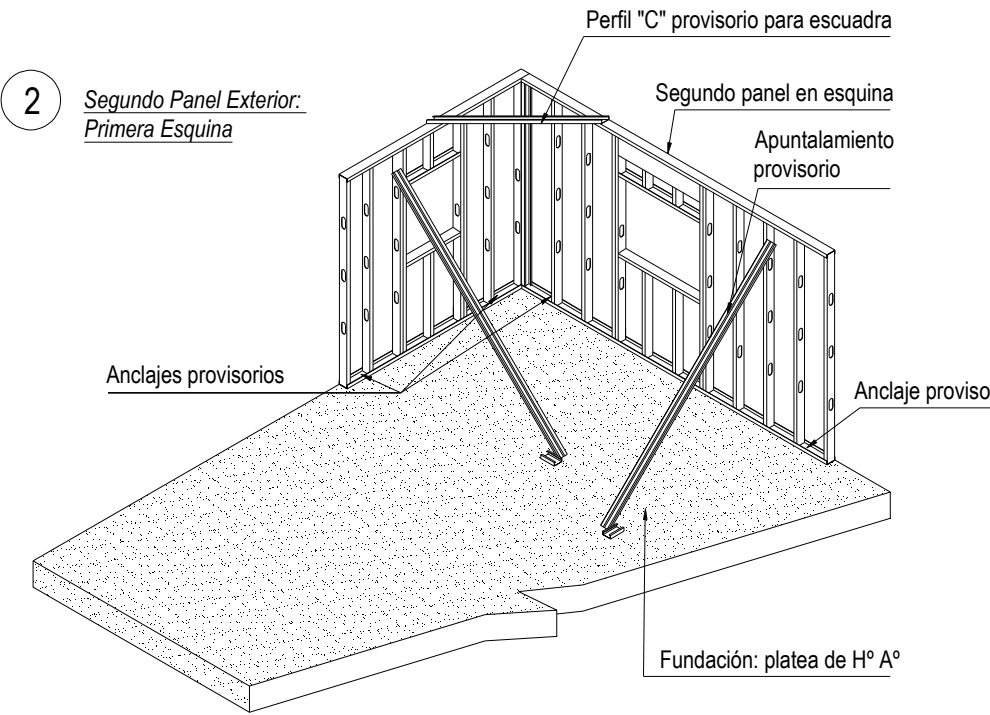 Perfil "C" provisorio para escuadra
2
Segundo Panel Exterior:
Primera Esquina
Segundo panel en esquina
Apuntalamiento
provisorio
Anclajes provisorios
Anclaje proviso
Fundación: platea de Hº Aº